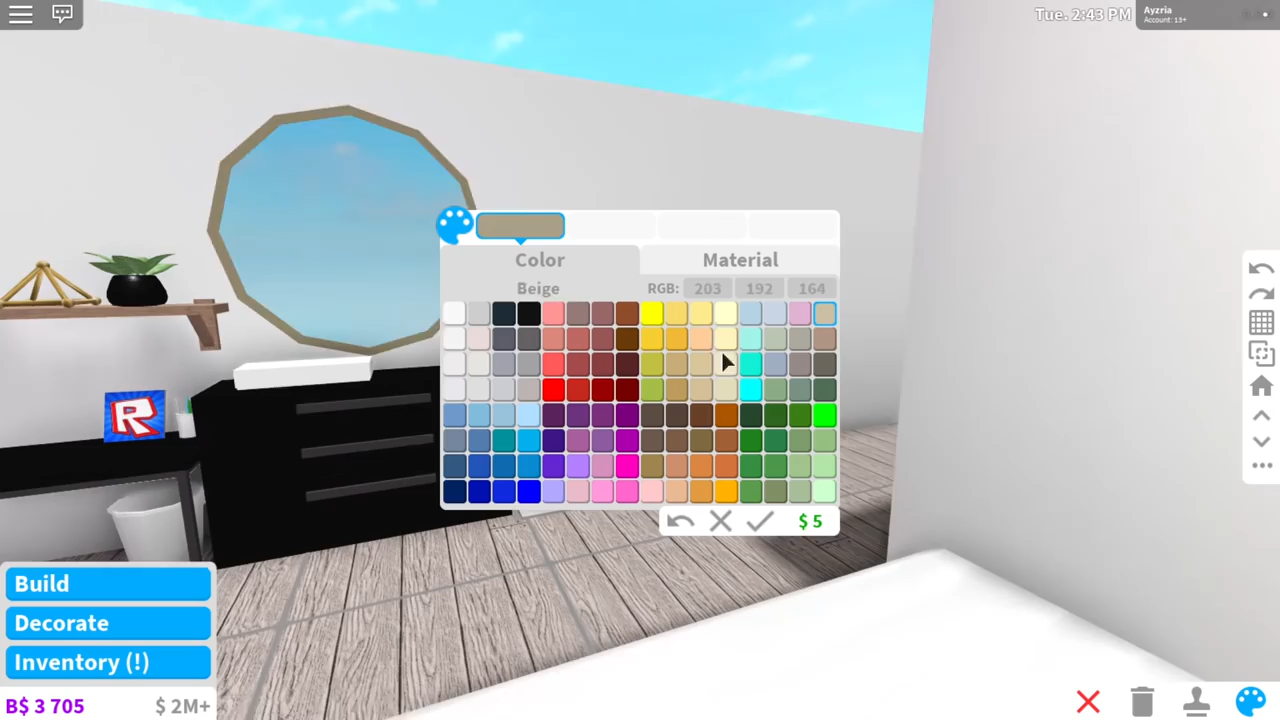 Tue. 2:43 PM
Ayzria
Account: 13+
Color
Material
Beige
RGB: 203 192 164
$ 5
Build
Decorate
Inventory (!)
B$ 3 705
$ 2M+